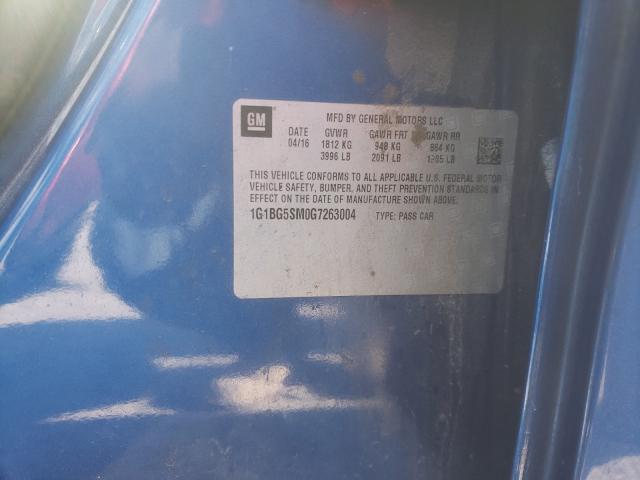 GM
MFD BY GENERAL MOTORS LLC
DATE GVWR GAWR FRT GAWR RR
04/16 1812 KG 948 KG 864 KG
3996 LB 2091 LB 1905 LB
THIS VEHICLE CONFORMS TO ALL APPLICABLE U.S. FEDERAL MOTOR
VEHICLE SAFETY, BUMPER, AND THEFT PREVENTION STANDARDS IN
EFFECT ON THE DATE OF MANUFACTURE SHOWN ABOVE.
1G1BG5SM0G7263004 TYPE: PASS CAR